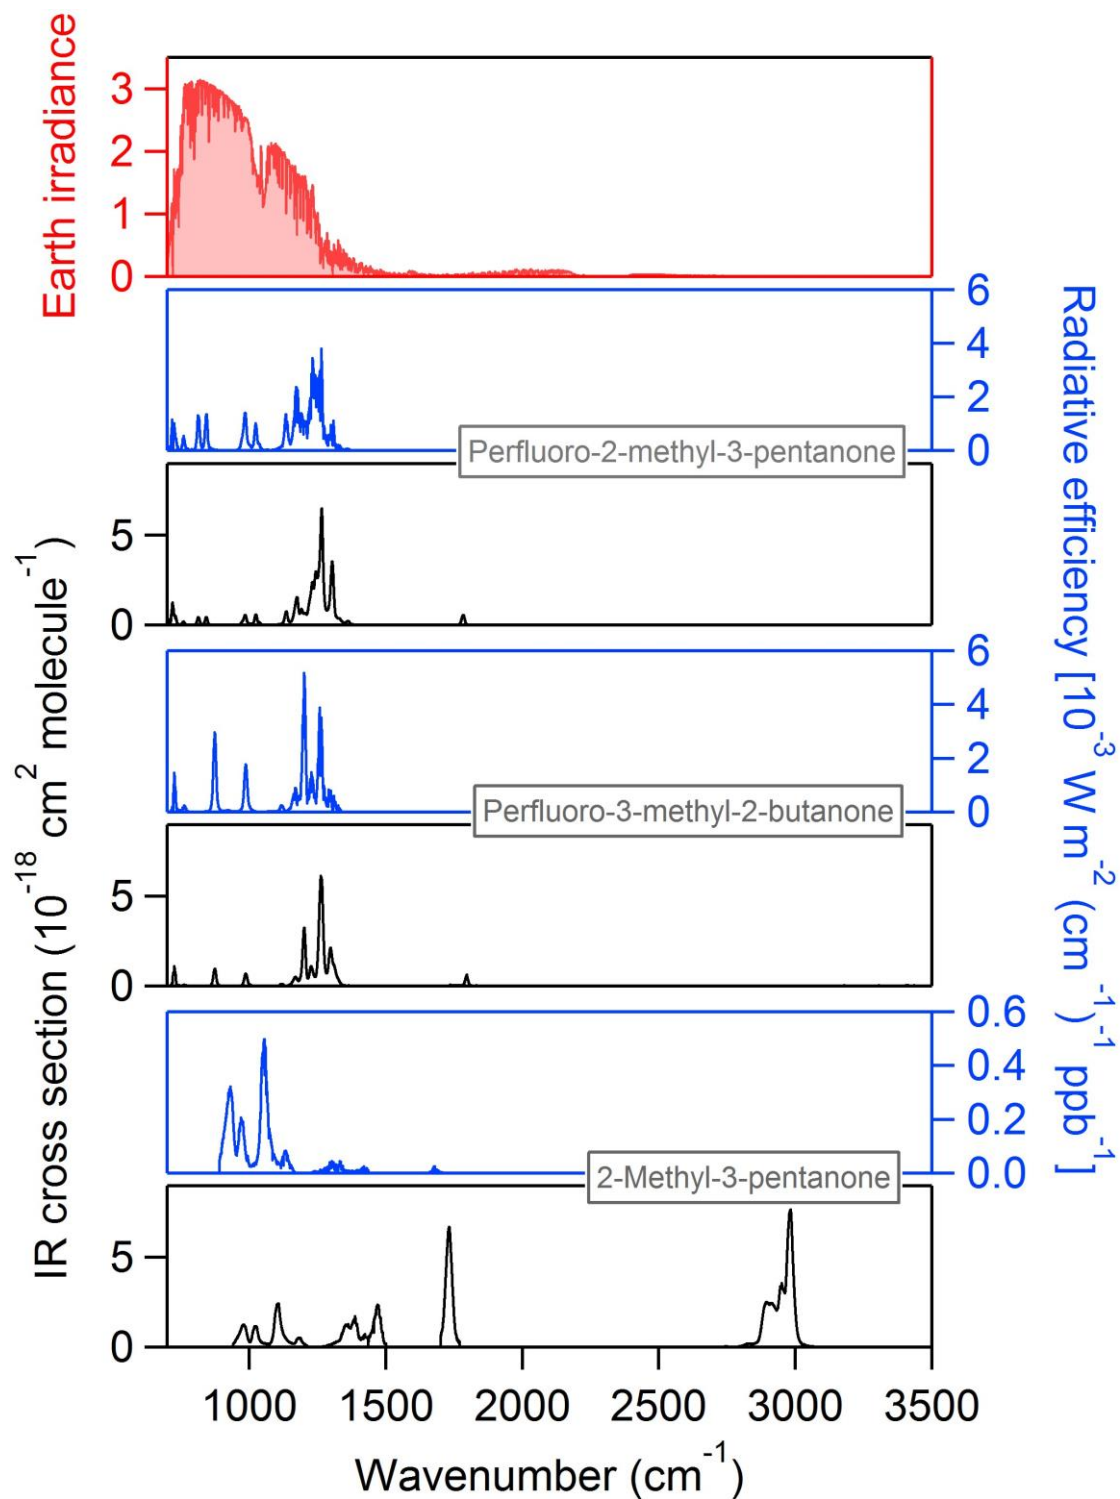 Earth irradiance
3
2
1
0
6
4
2
0
Perfluoro-2-methyl-3-pentanone
5
0
6
4
2
0
Perfluoro-3-methyl-2-butanone
5
0
0.6
0.4
0.2
0.0
2-Methyl-3-pentanone
5
0
IR cross section (10⁻¹⁸ cm² molecule⁻¹)
Radiative efficiency [10⁻³ W m⁻² (cm⁻¹)⁻¹ ppb⁻¹]
1000 1500 2000 2500 3000 3500
Wavenumber (cm⁻¹)